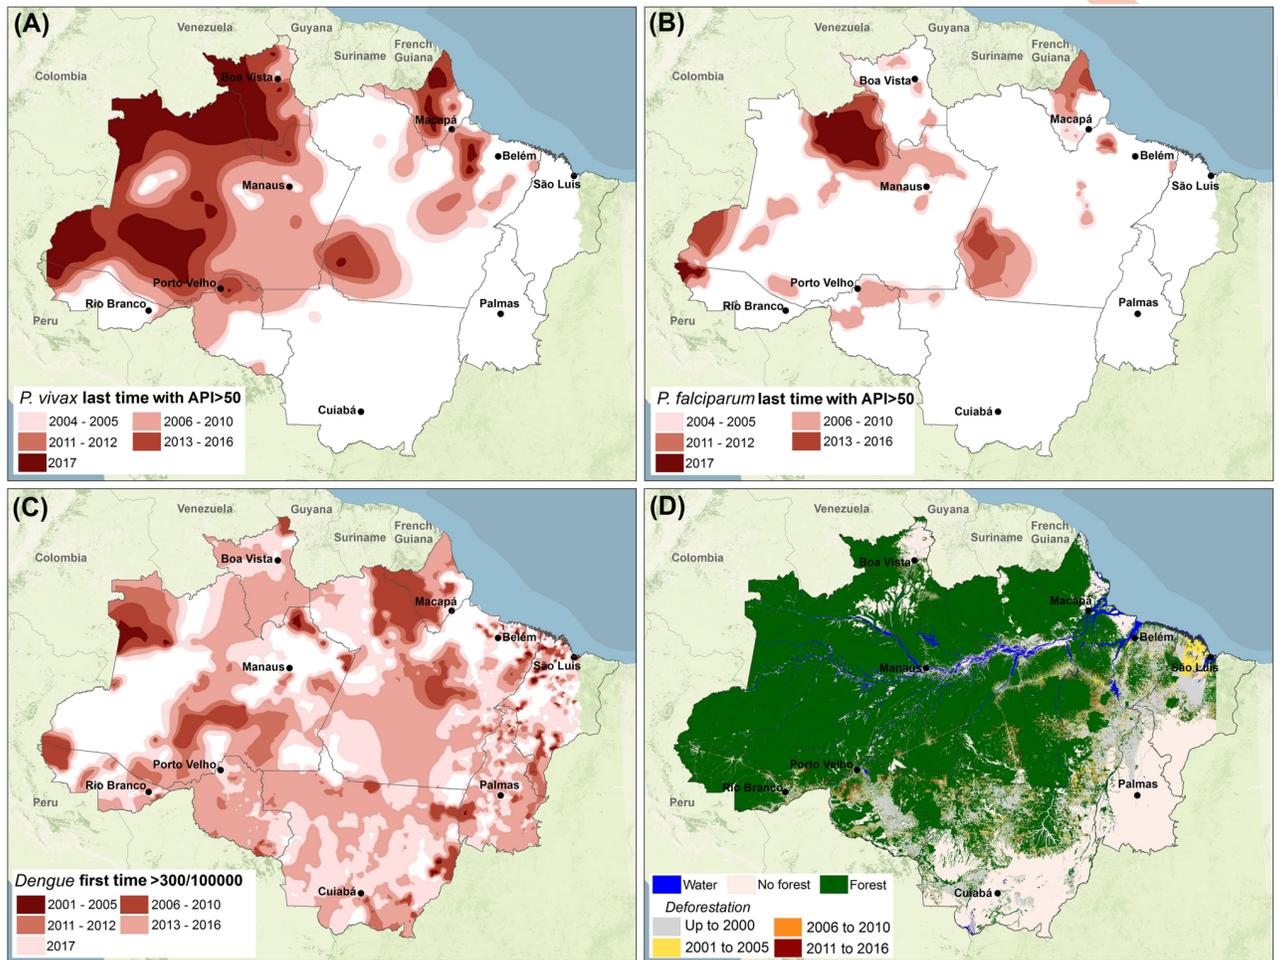 (A)
Venezuela
Guyana
Suriname
French
Guiana
Colombia
Boa Vista
Macapá
Belém
São Luis
Manaus
Porto Velho
Rio Branco
Palmas
Peru
Cuiabá
P. vivax last time with API>50
2004 - 2005
2006 - 2010
2011 - 2012
2013 - 2016
2017
(B)
Venezuela
Guyana
Suriname
French
Guiana
Colombia
Boa Vista
Macapá
Belém
São Luis
Manaus
Porto Velho
Rio Branco
Palmas
Peru
Cuiabá
P. falciparum last time with API>50
2004 - 2005
2006 - 2010
2011 - 2012
2013 - 2016
2017
(C)
Venezuela
Guyana
Suriname
French
Guiana
Colombia
Boa Vista
Macapá
Belém
São Luis
Manaus
Porto Velho
Rio Branco
Palmas
Peru
Cuiabá
Dengue first time >300/100000
2001 - 2005
2006 - 2010
2011 - 2012
2013 - 2016
2017
(D)
Venezuela
Guyana
Suriname
French
Guiana
Colombia
Boa Vista
Macapá
Belém
São Luis
Manaus
Porto Velho
Rio Branco
Palmas
Peru
Cuiabá
Water
No forest
Forest
Deforestation
Up to 2000
2006 to 2010
2001 to 2005
2011 to 2016